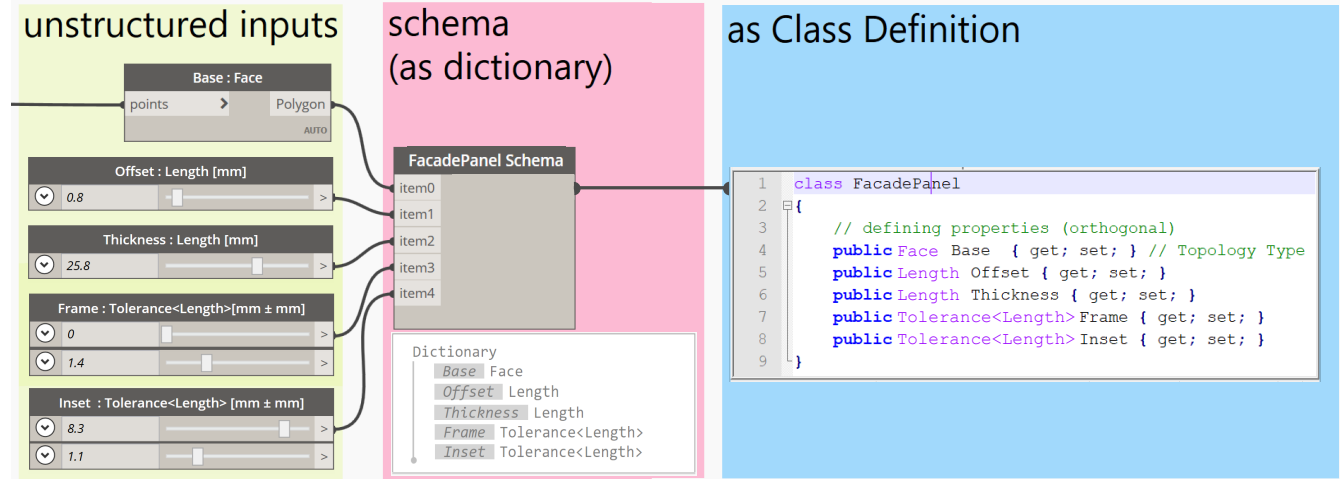 unstructured inputs
Base : Face
points > Polygon
AUTO
Offset : Length [mm]
0.8 >
Thickness : Length [mm]
25.8 >
Frame : Tolerance<Length>[mm ± mm]
0 >
1.4 >
Inset : Tolerance<Length> [mm ± mm]
8.3 >
1.1 >
schema
(as dictionary)
FacadePanel Schema
item0
item1
item2
item3
item4
Dictionary
Base Face
Offset Length
Thickness Length
Frame Tolerance<Length>
Inset Tolerance<Length>
as Class Definition
1 class FacadePanel
2 {
3 // defining properties (orthogonal)
4 public Face Base { get; set; } // Topology Type
5 public Length Offset { get; set; }
6 public Length Thickness { get; set; }
7 public Tolerance<Length> Frame { get; set; }
8 public Tolerance<Length> Inset { get; set; }
9 }